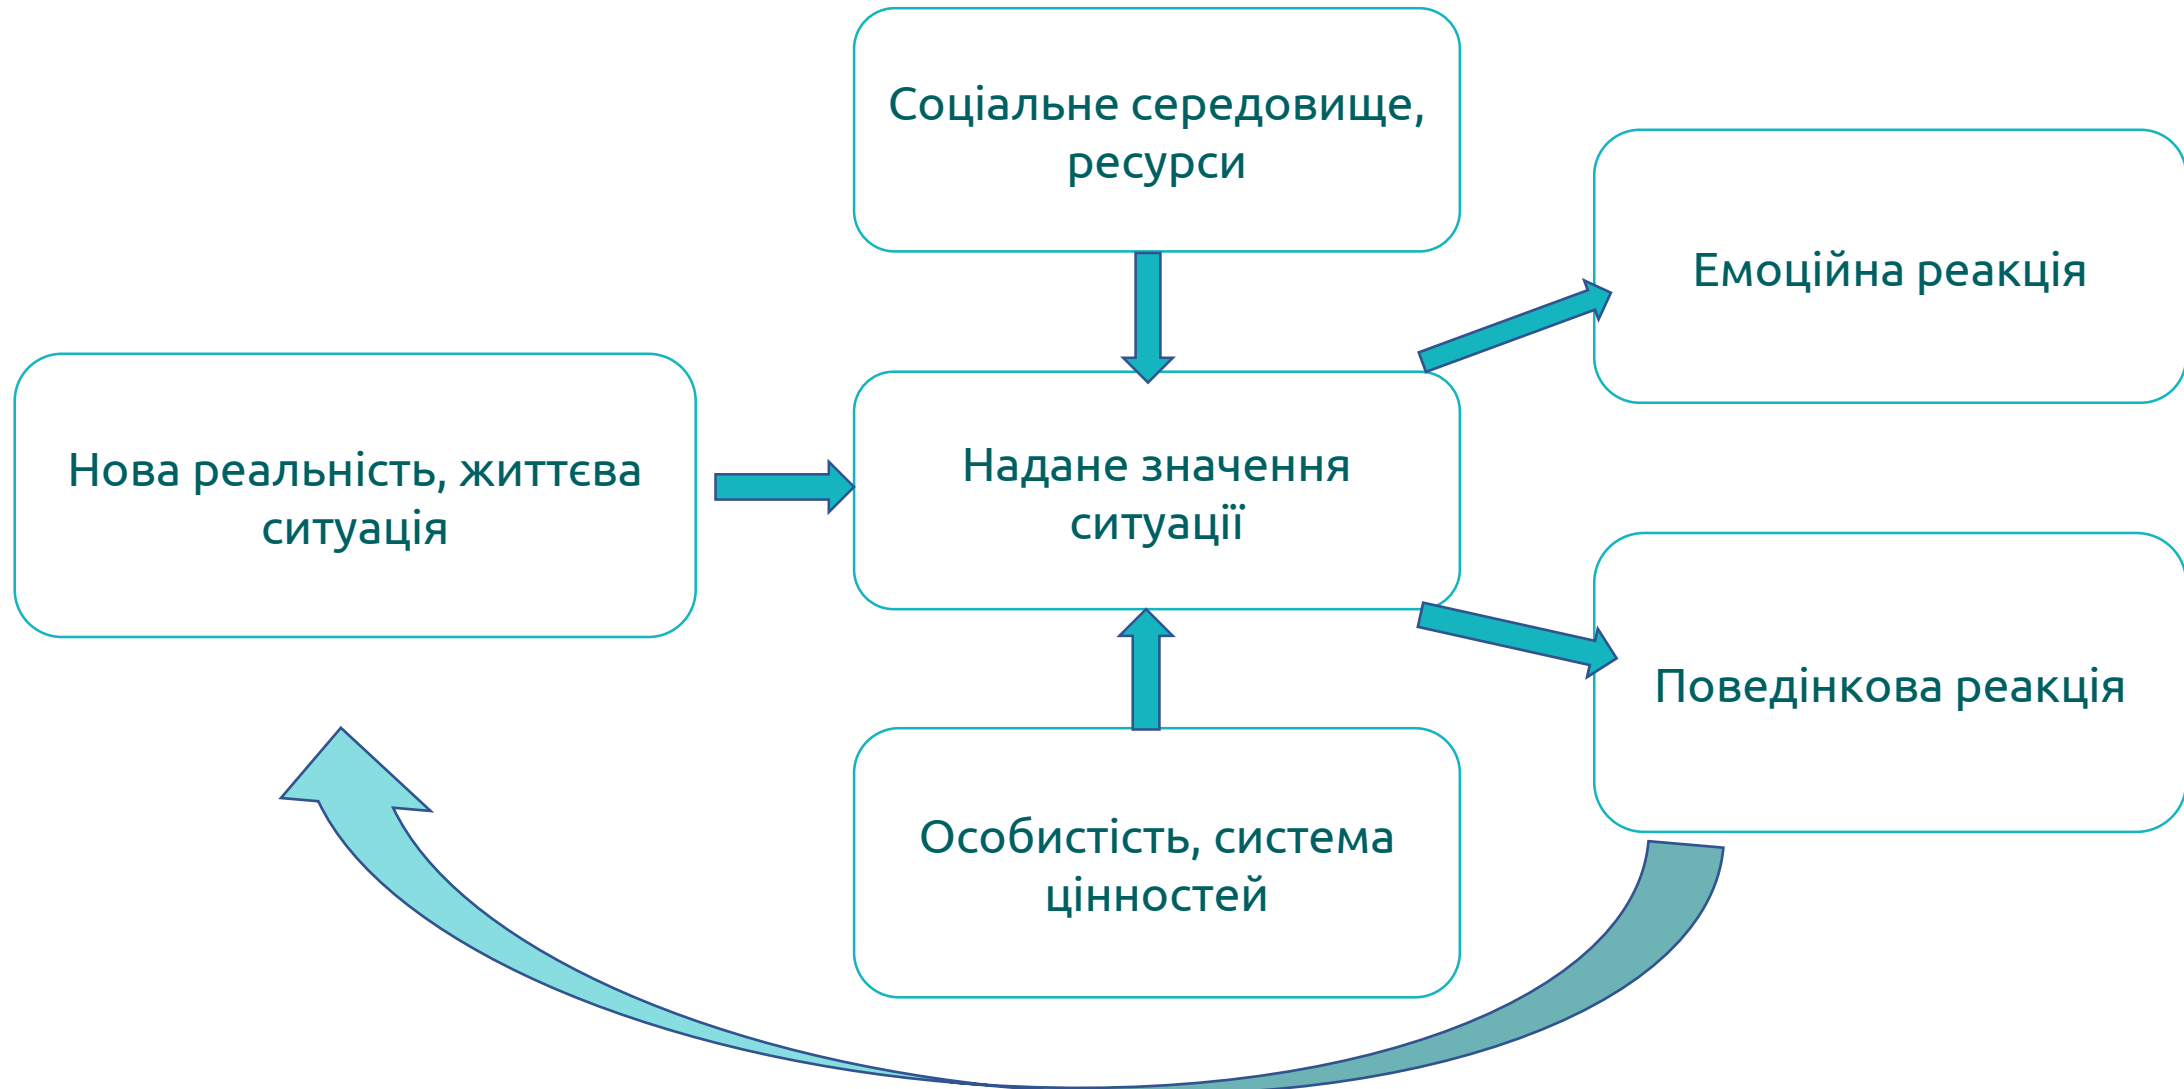 Соціальне середовище,
ресурси
Емоційна реакція
Нова реальність, життєва
ситуація
Надане значення
ситуації
Поведінкова реакція
Особистість, система
цінностей